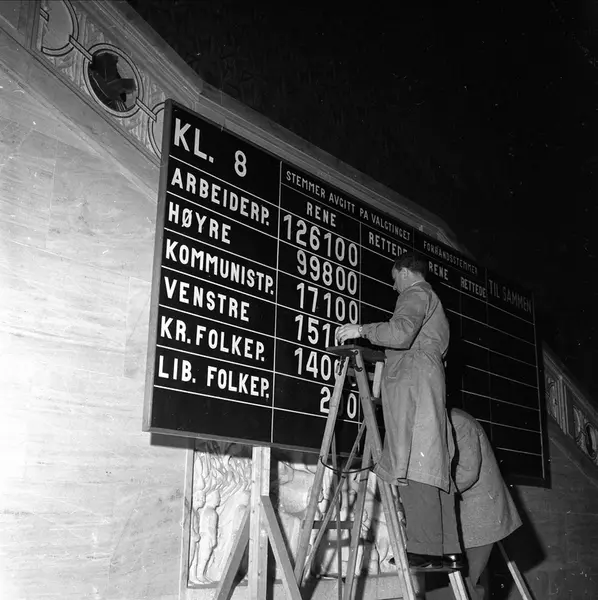 KL. 8
STEMMER AVGITT PÅ VALGTINGET
FORHÅNDSSTEMMER
TIL SAMMEN
RENE RETTEDE RENE RETTEDE
ARBEIDERP. 126100
HØYRE 99800
KOMMUNISTP. 17100
VENSTRE
KR. FOLKEP.
LIB. FOLKEP.